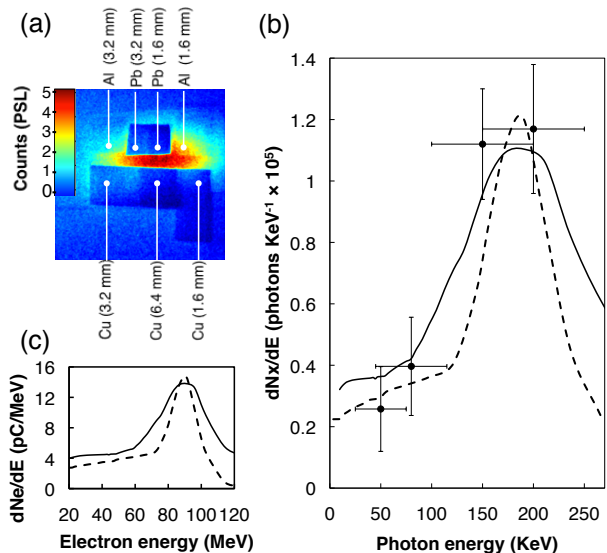 (a)
Al (3.2 mm)
Pb (3.2 mm)
Pb (1.6 mm)
Al (1.6 mm)
Counts (PSL)
5
4
3
2
1
0
Cu (3.2 mm)
Cu (6.4 mm)
Cu (1.6 mm)
(b)
dNx/dE (photons KeV⁻¹ × 10⁵)
1.4
1.2
1
0.8
0.6
0.4
0.2
0
0 50 100 150 200 250
Photon energy (KeV)
(c)
dNe/dE (pC/MeV)
16
12
8
4
0
20 40 60 80 100 120
Electron energy (MeV)